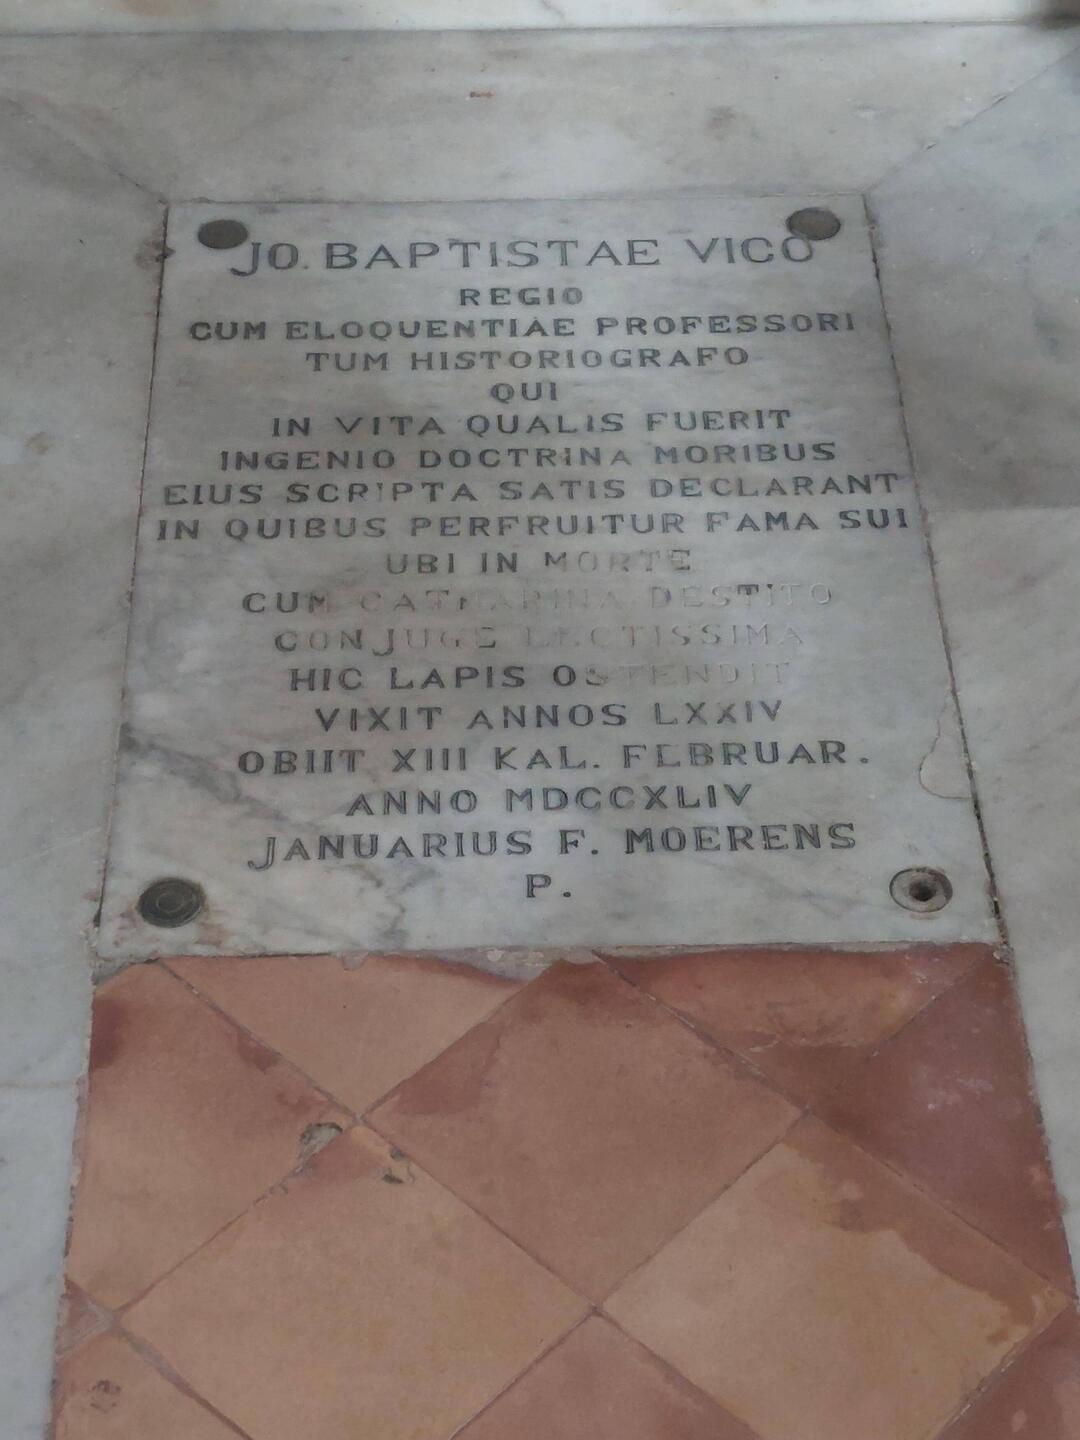 JO. BAPTISTAE VICO
REGIO
CUM ELOQUENTIAE PROFESSORI
TUM HISTORIOGRAFO
QUI
IN VITA QUALIS FUERIT
INGENIO DOCTRINA MORIBUS
EIUS SCRIPTA SATIS DECLARANT
IN QUIBUS PERFRUITUR FAMA SUI
UBI IN MORTE
CUM CATHARINA DESTITO
CONJUGE LECTISSIMA
HIC LAPIS OSTENDIT
VIXIT ANNOS LXXIV
OBIIT XIII KAL. FEBRUAR.
ANNO MDCCXLIV
JANUARIUS F. MOERENS
P.